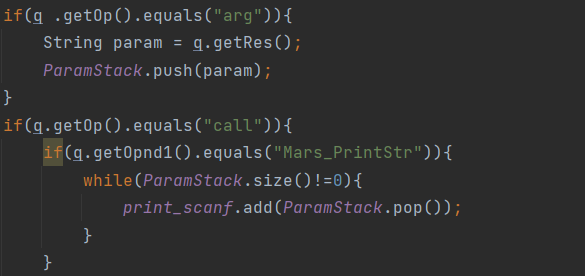 if(q .getOp().equals("arg")){
String param = q.getRes();
ParamStack.push(param);
}
if(q.getOp().equals("call")){
if(q.getOpnd1().equals("Mars_PrintStr")){
while(ParamStack.size()!=0){
print_scanf.add(ParamStack.pop());
}
}